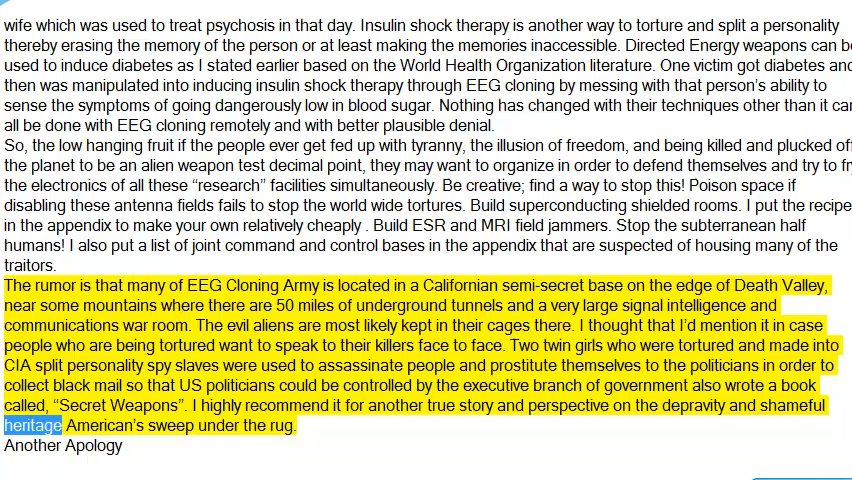 wife which was used to treat psychosis in that day. Insulin shock therapy is another way to torture and split a personality
thereby erasing the memory of the person or at least making the memories inaccessible. Directed Energy weapons can be
used to induce diabetes as I stated earlier based on the World Health Organization literature. One victim got diabetes and
then was manipulated into inducing insulin shock therapy through EEG cloning by messing with that person's ability to
sense the symptoms of going dangerously low in blood sugar. Nothing has changed with their techniques other than it can
all be done with EEG cloning remotely and with better plausible denial.
So, the low hanging fruit if the people ever get fed up with tyranny, the illusion of freedom, and being killed and plucked off
the planet to be an alien weapon test decimal point, they may want to organize in order to defend themselves and try to fry
the electronics of all these “research” facilities simultaneously. Be creative; find a way to stop this! Poison space if
disabling these antenna fields fails to stop the world wide tortures. Build superconducting shielded rooms. I put the recipe
in the appendix to make your own relatively cheaply . Build ESR and MRI field jammers. Stop the subterranean half
humans! I also put a list of joint command and control bases in the appendix that are suspected of housing many of the
traitors.
The rumor is that many of EEG Cloning Army is located in a Californian semi-secret base on the edge of Death Valley,
near some mountains where there are 50 miles of underground tunnels and a very large signal intelligence and
communications war room. The evil aliens are most likely kept in their cages there. I thought that I'd mention it in case
people who are being tortured want to speak to their killers face to face. Two twin girls who were tortured and made into
CIA split personality spy slaves were used to assassinate people and prostitute themselves to the politicians in order to
collect black mail so that US politicians could be controlled by the executive branch of government also wrote a book
called, “Secret Weapons”. I highly recommend it for another true story and perspective on the depravity and shameful
heritage American's sweep under the rug.
Another Apology